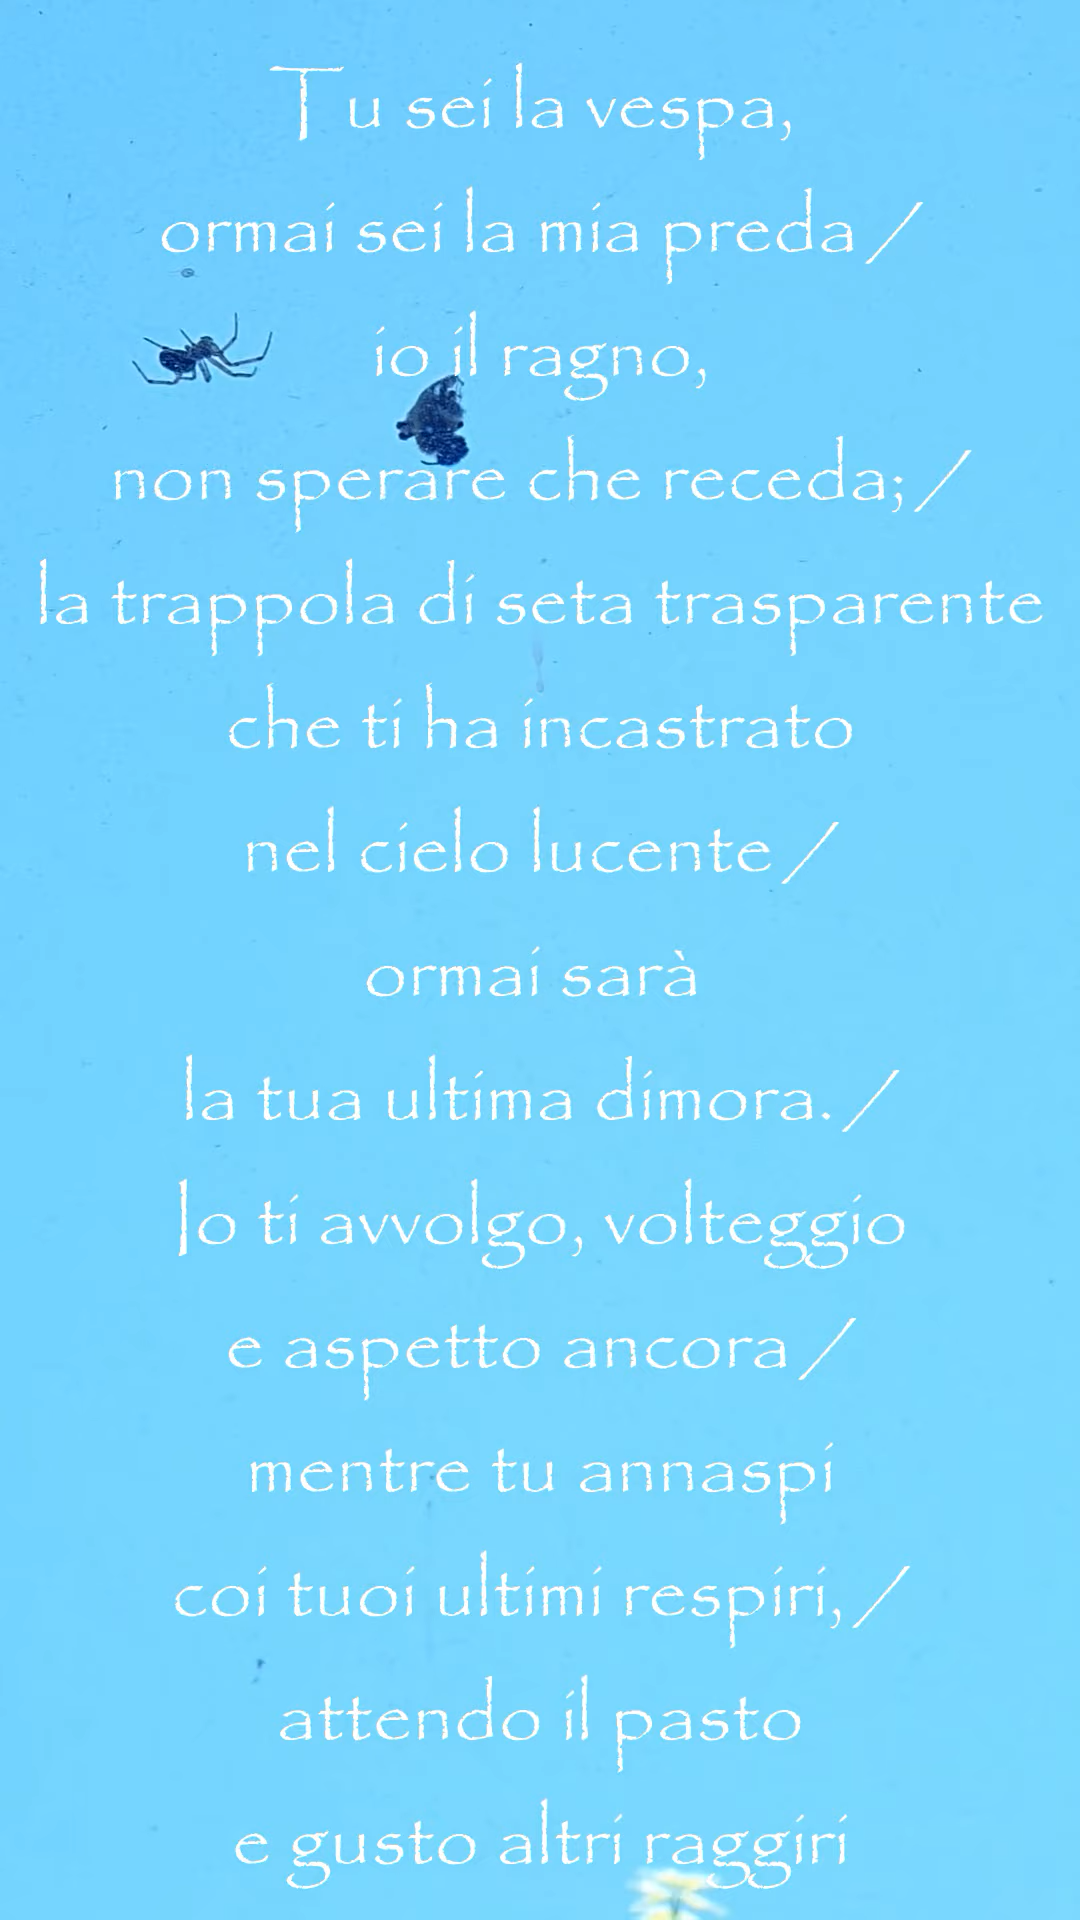 Tu sei la vespa,
ormai sei la mia preda /
io il ragno,
non sperare che receda; /
la trappola di seta trasparente
che ti ha incastrato
nel cielo lucente /
ormai sarà
la tua ultima dimora. /
Io ti avvolgo, volteggio
e aspetto ancora /
mentre tu annaspi
coi tuoi ultimi respiri, /
attendo il pasto
e gusto altri raggiri